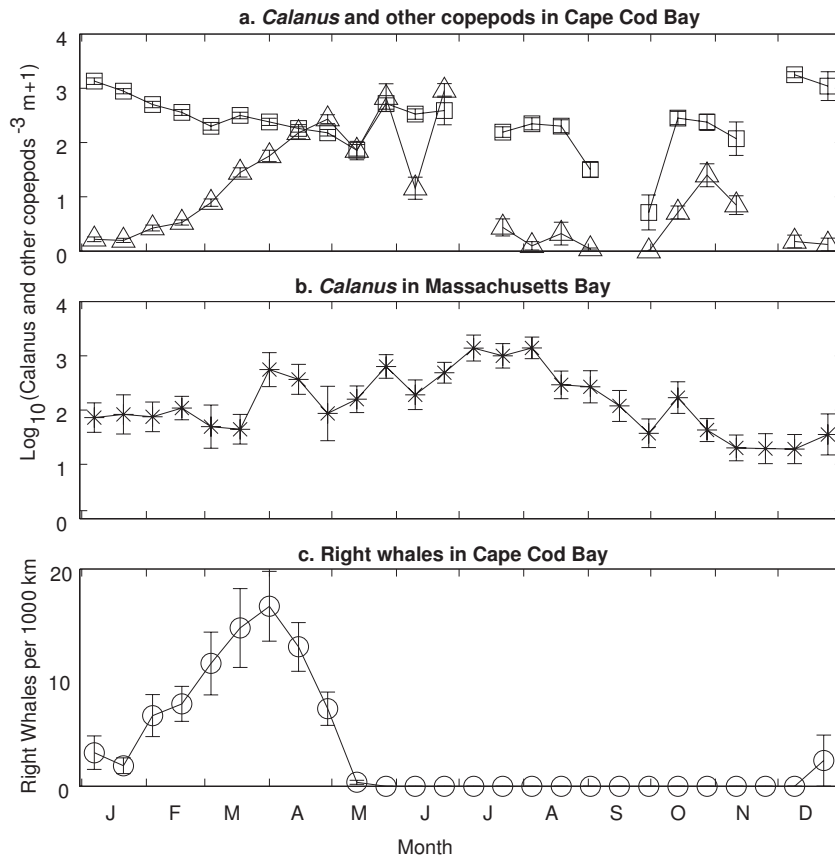 a. Calanus and other copepods in Cape Cod Bay
4
3
2
1
0
b. Calanus in Massachusetts Bay
4
3
2
1
0
Log10(Calanus and other copepods-3 m+1)
c. Right whales in Cape Cod Bay
20
10
0
Right Whales per 1000 km
J F M A M J J A S O N D
Month